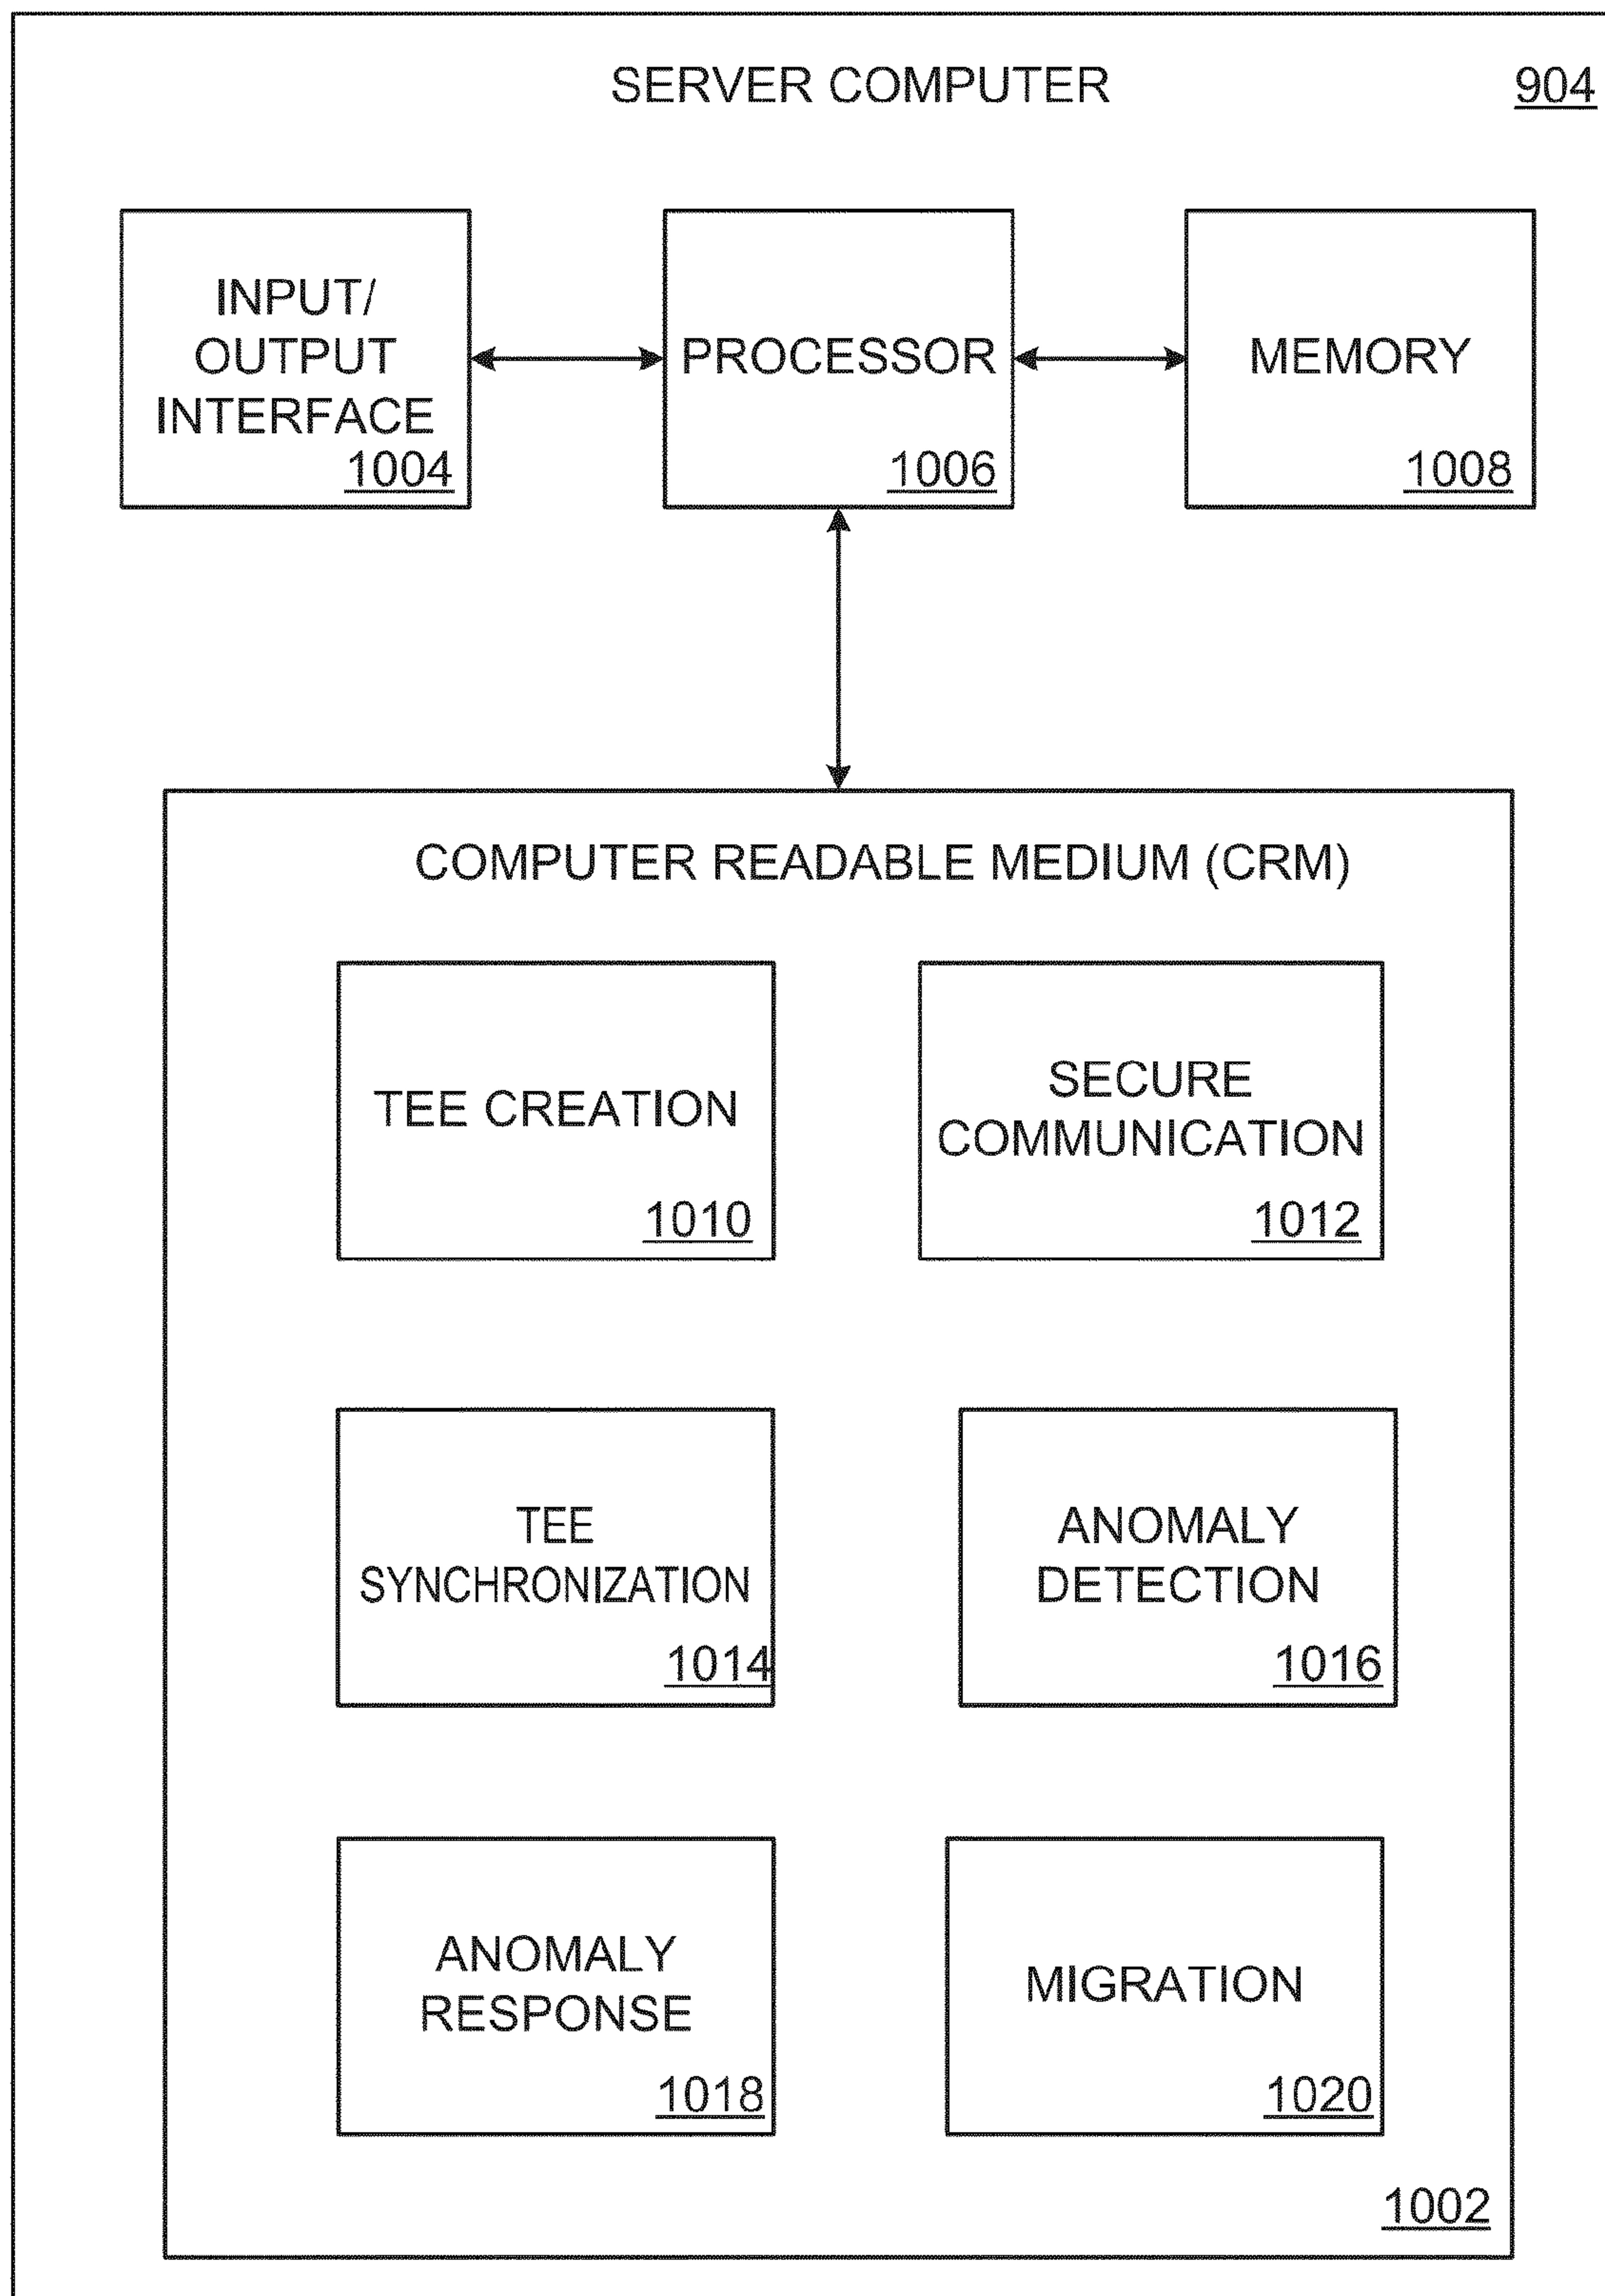 SERVER COMPUTER
904
INPUT/
OUTPUT
INTERFACE
1004
PROCESSOR
1006
MEMORY
1008
COMPUTER READABLE MEDIUM (CRM)
TEE CREATION
1010
SECURE
COMMUNICATION
1012
TEE
SYNCHRONIZATION
1014
ANOMALY
DETECTION
1016
ANOMALY
RESPONSE
1018
MIGRATION
1020
1002